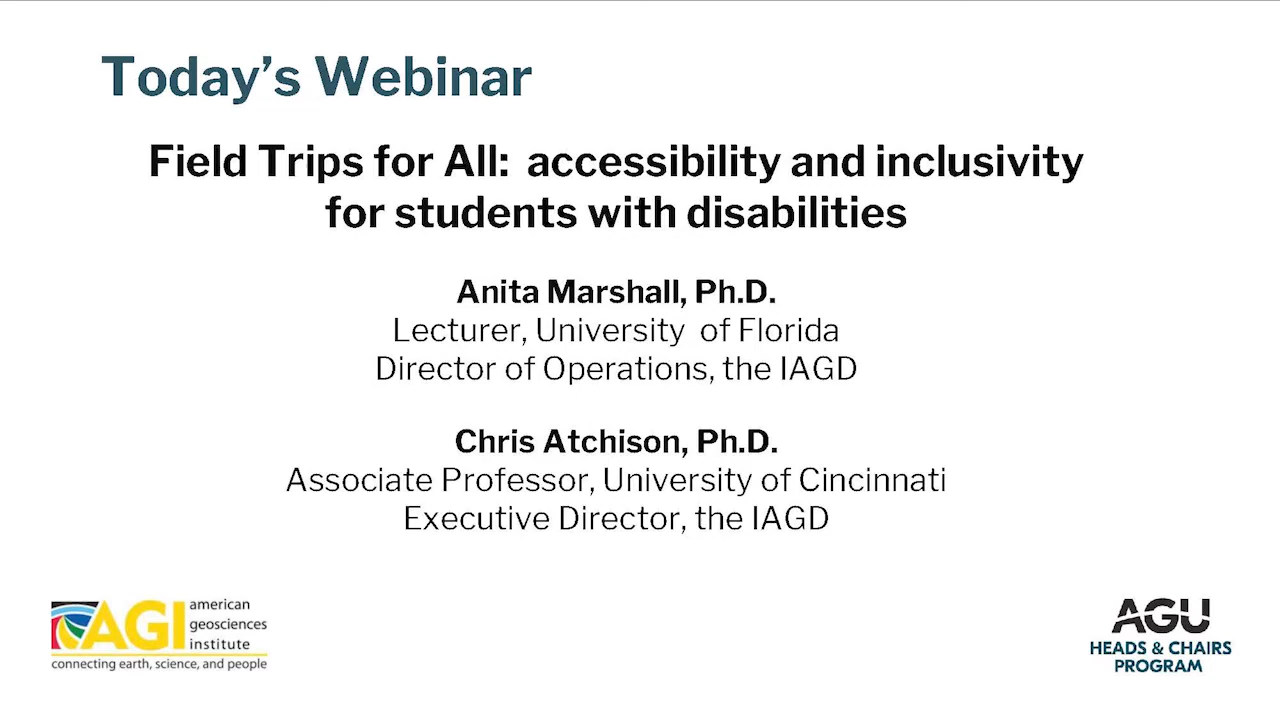 Today's Webinar
Field Trips for All:  accessibility and inclusivity
for students with disabilities
Anita Marshall, Ph.D.
Lecturer, University  of Florida
Director of Operations, the IAGD
Chris Atchison, Ph.D.
Associate Professor, University of Cincinnati
Executive Director, the IAGD
AGI
american
geosciences
institute
connecting earth, science, and people
AGU
HEADS & CHAIRS
PROGRAM